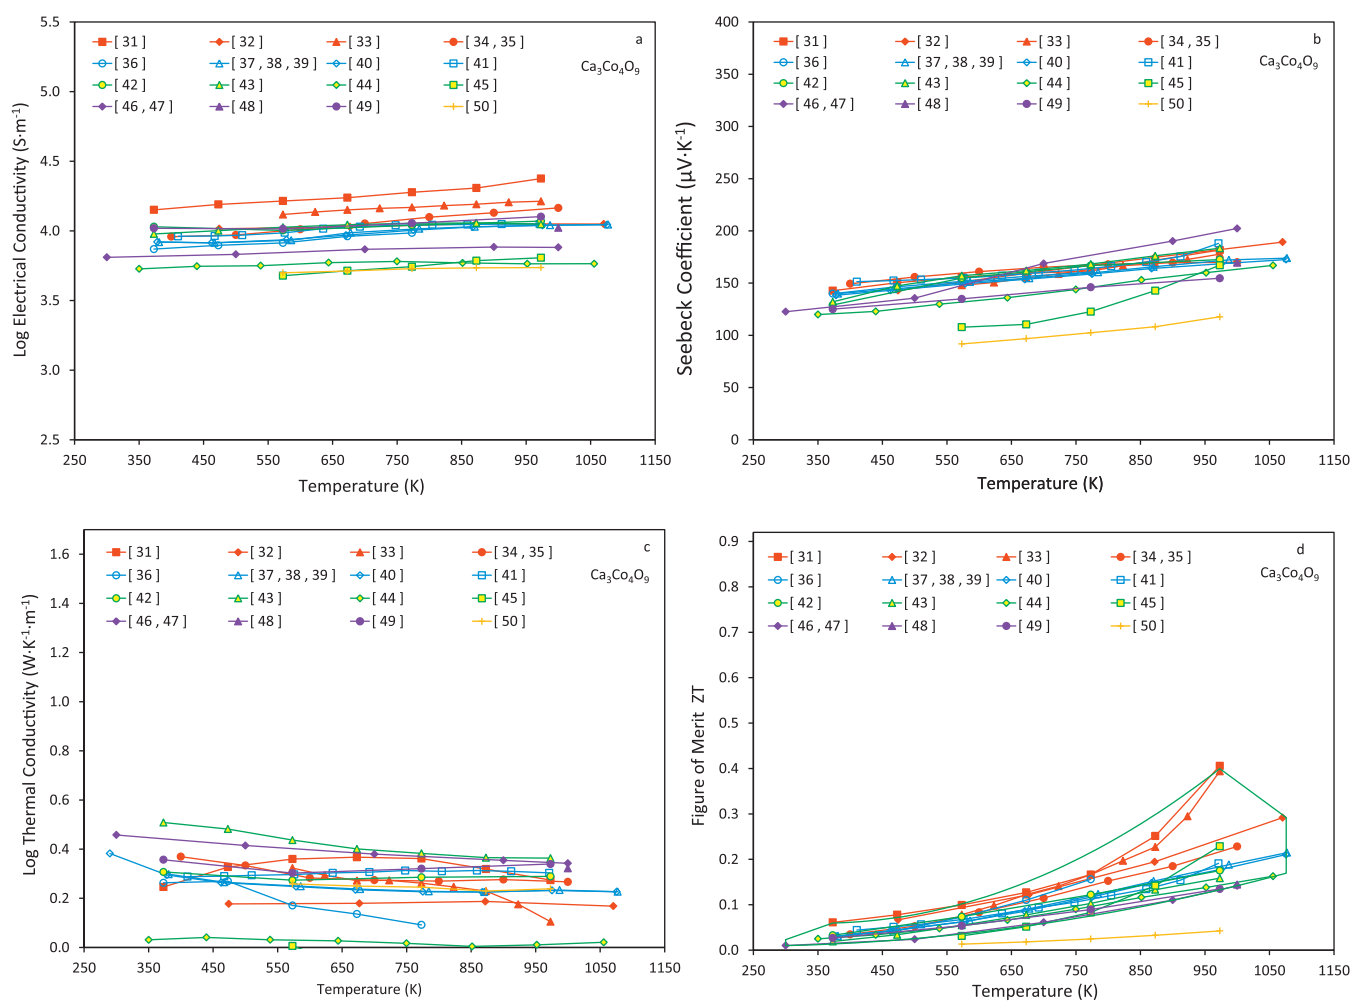 5.5
5.0
4.5
4.0
3.5
3.0
2.5
Log Electrical Conductivity (S·m-1)
[ 31 ] [ 32 ] [ 33 ] [ 34 , 35 ]
[ 36 ] [ 37 , 38 , 39 ] [ 40 ] [ 41 ]
[ 42 ] [ 43 ] [ 44 ] [ 45 ]
[ 46 , 47 ] [ 48 ] [ 49 ] [ 50 ]
a
Ca3Co4O9
250 350 450 550 650 750 850 950 1050 1150
Temperature (K)
400
350
300
250
200
150
100
50
0
Seebeck Coefficient (µV·K-1)
[ 31 ] [ 32 ] [ 33 ] [ 34 , 35 ]
[ 36 ] [ 37 , 38 , 39 ] [ 40 ] [ 41 ]
[ 42 ] [ 43 ] [ 44 ] [ 45 ]
[ 46 , 47 ] [ 48 ] [ 49 ] [ 50 ]
b
Ca3Co4O9
250 350 450 550 650 750 850 950 1050 1150
Temperature (K)
1.6
1.4
1.2
1.0
0.8
0.6
0.4
0.2
0.0
Log Thermal Conductivity (W·K-1·m-1)
[ 31 ] [ 32 ] [ 33 ] [ 34 , 35 ]
[ 36 ] [ 37 , 38 , 39 ] [ 40 ] [ 41 ]
[ 42 ] [ 43 ] [ 44 ] [ 45 ]
[ 46 , 47 ] [ 48 ] [ 49 ] [ 50 ]
c
Ca3Co4O9
250 350 450 550 650 750 850 950 1050 1150
Temperature (K)
0.9
0.8
0.7
0.6
0.5
0.4
0.3
0.2
0.1
0.0
Figure of Merit ZT
[ 31 ] [ 32 ] [ 33 ] [ 34 , 35 ]
[ 36 ] [ 37 , 38 , 39 ] [ 40 ] [ 41 ]
[ 42 ] [ 43 ] [ 44 ] [ 45 ]
[ 46 , 47 ] [ 48 ] [ 49 ] [ 50 ]
d
Ca3Co4O9
250 350 450 550 650 750 850 950 1050 1150
Temperature (K)